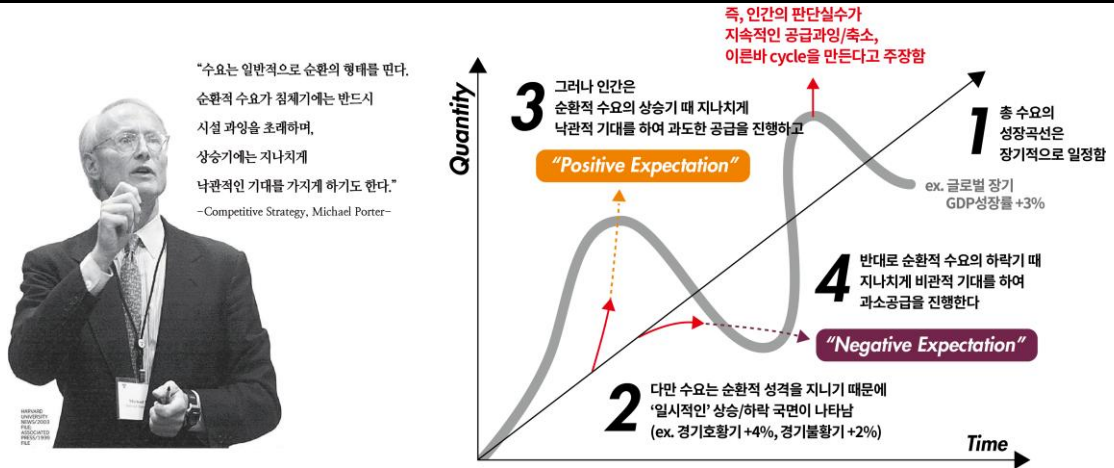 “수요는 일반적으로 순환의 형태를 띤다.
순환적 수요가 침체기에는 반드시
시설 과잉을 초래하며,
상승기에는 지나치게
낙관적인 기대를 가지게 하기도 한다.”
-Competitive Strategy, Michael Porter-
HARVARD
UNIVERSITY
NEWS/2003
FILE;
ASSOCIATED
PRESS/1999
FILE
Michael
즉, 인간의 판단실수가
지속적인 공급과잉/축소,
이른바 cycle을 만든다고 주장함
Quantity
3
그러나 인간은
순환적 수요의 상승기 때 지나치게
낙관적 기대를 하여 과도한 공급을 진행하고
“Positive Expectation”
1
총 수요의
성장곡선은
장기적으로 일정함
ex. 글로벌 장기
GDP성장률 +3%
4
반대로 순환적 수요의 하락기 때
지나치게 비관적 기대를 하여
과소공급을 진행한다
“Negative Expectation”
2
다만 수요는 순환적 성격을 지니기 때문에
‘일시적인’ 상승/하락 국면이 나타남
(ex. 경기호황기 +4%, 경기불황기 +2%)
Time